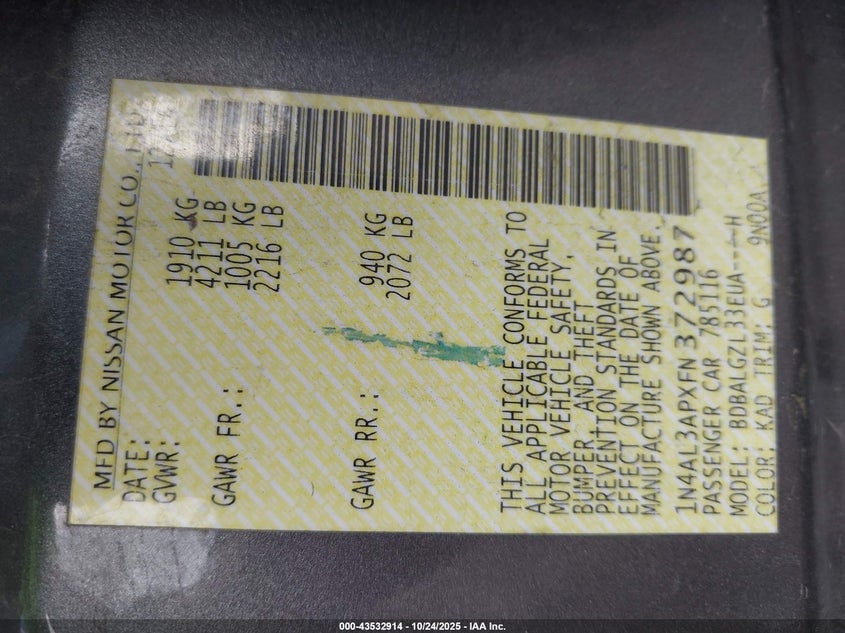 MFD BY NISSAN MOTOR CO., LTD.
DATE:
GVWR: 1910 KG
4211 LB
GAWR FR.: 1005 KG
2216 LB
GAWR RR.: 940 KG
2072 LB
THIS VEHICLE CONFORMS TO
ALL APPLICABLE FEDERAL
MOTOR VEHICLE SAFETY,
BUMPER AND THEFT
PREVENTION STANDARDS IN
EFFECT ON THE DATE OF
MANUFACTURE SHOWN ABOVE.
1N4AL3APXFN372987
PASSENGER CAR 785116
MODEL: BDBALGZL33EUA----H
COLOR: KAD TRIM: G 9N00A
000-43532914 - 10/24/2025 - IAA Inc.